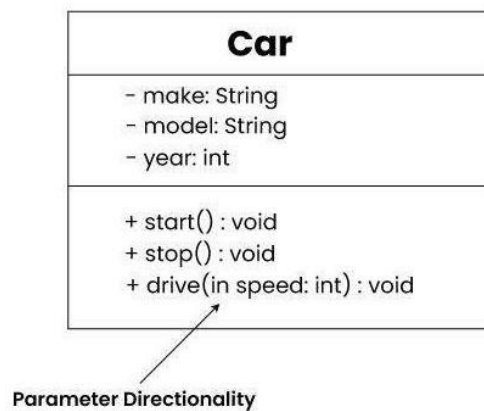 Car
- make: String
- model: String
- year: int
+ start() : void
+ stop() : void
+ drive(in speed: int) : void
Parameter Directionality